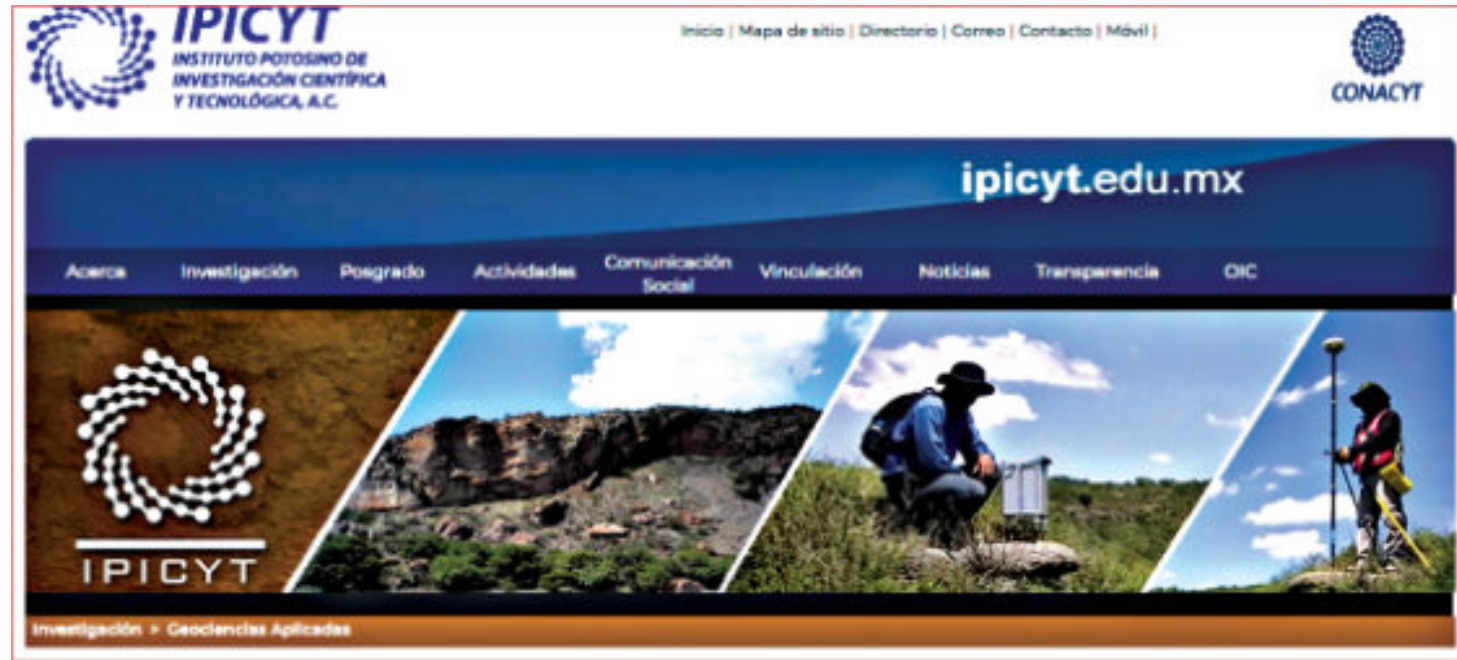 IPICYT
INSTITUTO POTOSINO DE
INVESTIGACIÓN CIENTÍFICA
Y TECNOLÓGICA, A.C.
Inicio | Mapa de sitio | Directorio | Correo | Contacto | Móvil |
CONACYT
ipicyt.edu.mx
Acerca Investigación Posgrado Actividades Comunicación Social Vinculación Noticias Transparencia OIC
IPICYT
Investigación > Geociencias Aplicadas